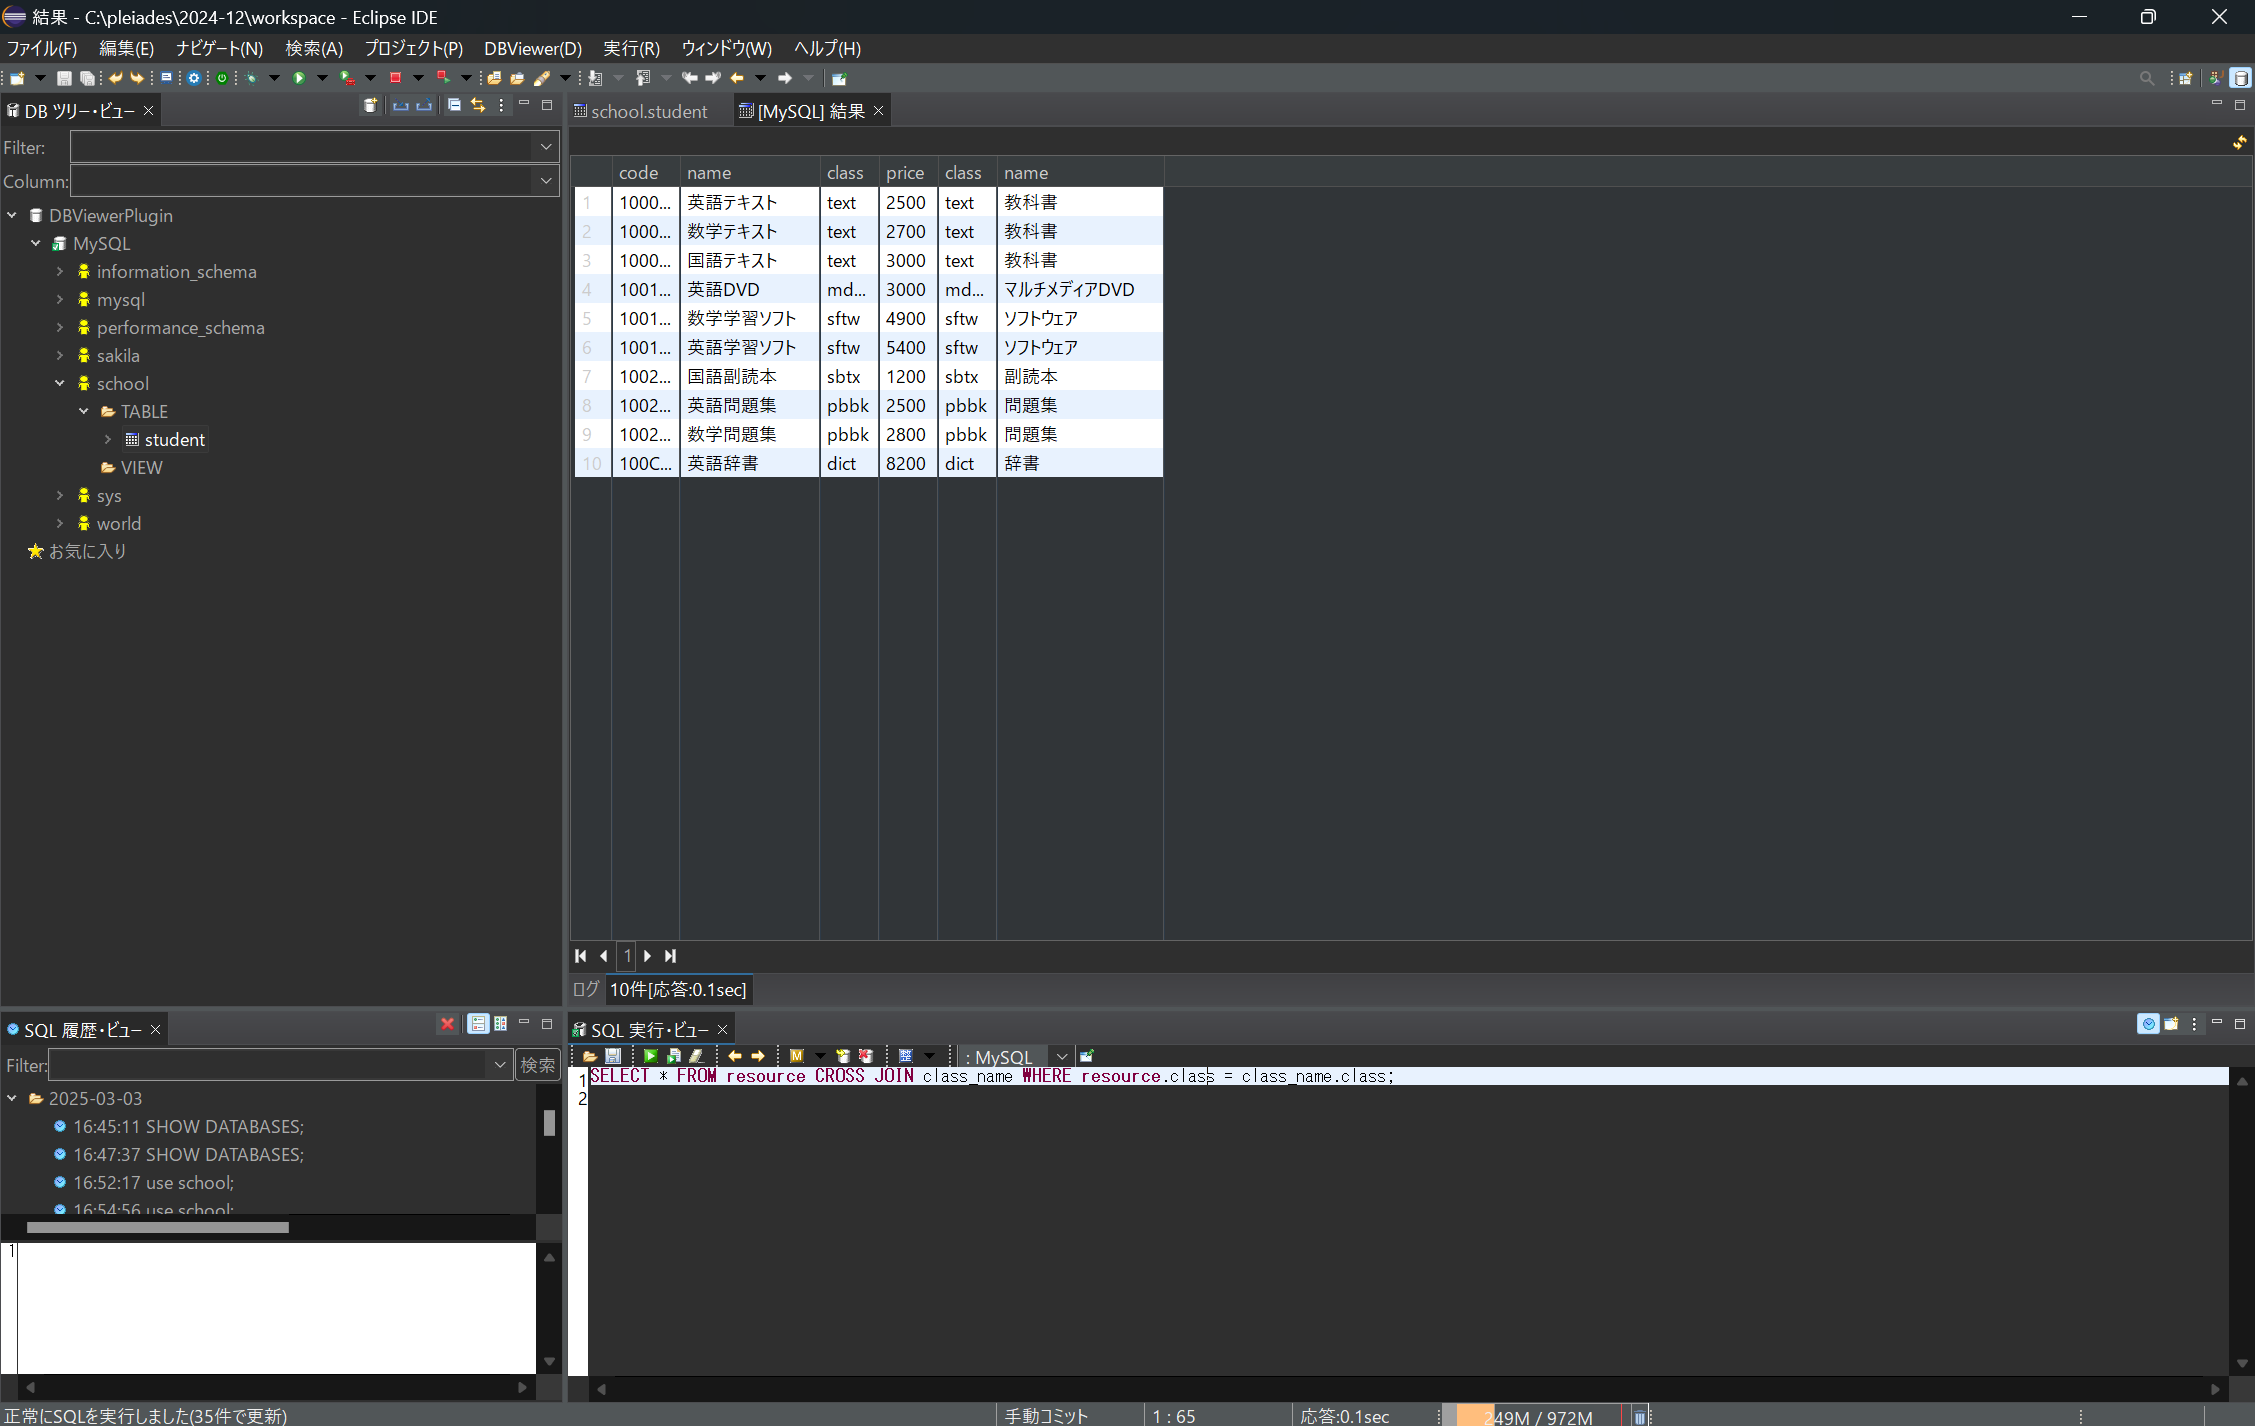 結果 - C:\pleiades\2024-12\workspace - Eclipse IDE
ファイル(F) 編集(E) ナビゲート(N) 検索(A) プロジェクト(P) DBViewer(D) 実行(R) ウィンドウ(W) ヘルプ(H)
DB ツリー・ビュー
Filter:
Column:
DBViewerPlugin
MySQL
information_schema
mysql
performance_schema
sakila
school
TABLE
student
VIEW
sys
world
お気に入り
school.student [MySQL] 結果
code name class price class name
1 1000... 英語テキスト text 2500 text 教科書
2 1000... 数学テキスト text 2700 text 教科書
3 1000... 国語テキスト text 3000 text 教科書
4 1001... 英語DVD md... 3000 md... マルチメディアDVD
5 1001... 数学学習ソフト sftw 4900 sftw ソフトウェア
6 1001... 英語学習ソフト sftw 5400 sftw ソフトウェア
7 1002... 国語副読本 sbtx 1200 sbtx 副読本
8 1002... 英語問題集 pbbk 2500 pbbk 問題集
9 1002... 数学問題集 pbbk 2800 pbbk 問題集
10 100C... 英語辞書 dict 8200 dict 辞書
1
ログ 10件[応答:0.1sec]
SQL 履歴・ビュー
Filter: 検索
2025-03-03
16:45:11 SHOW DATABASES;
16:47:37 SHOW DATABASES;
16:52:17 use school;
16:54:56 use school;
1
SQL 実行・ビュー
: MySQL
1 SELECT * FROM resource CROSS JOIN class_name WHERE resource.class = class_name.class;
2
正常にSQLを実行しました(35件で更新) 手動コミット 1 : 65 応答:0.1sec 249M / 972M